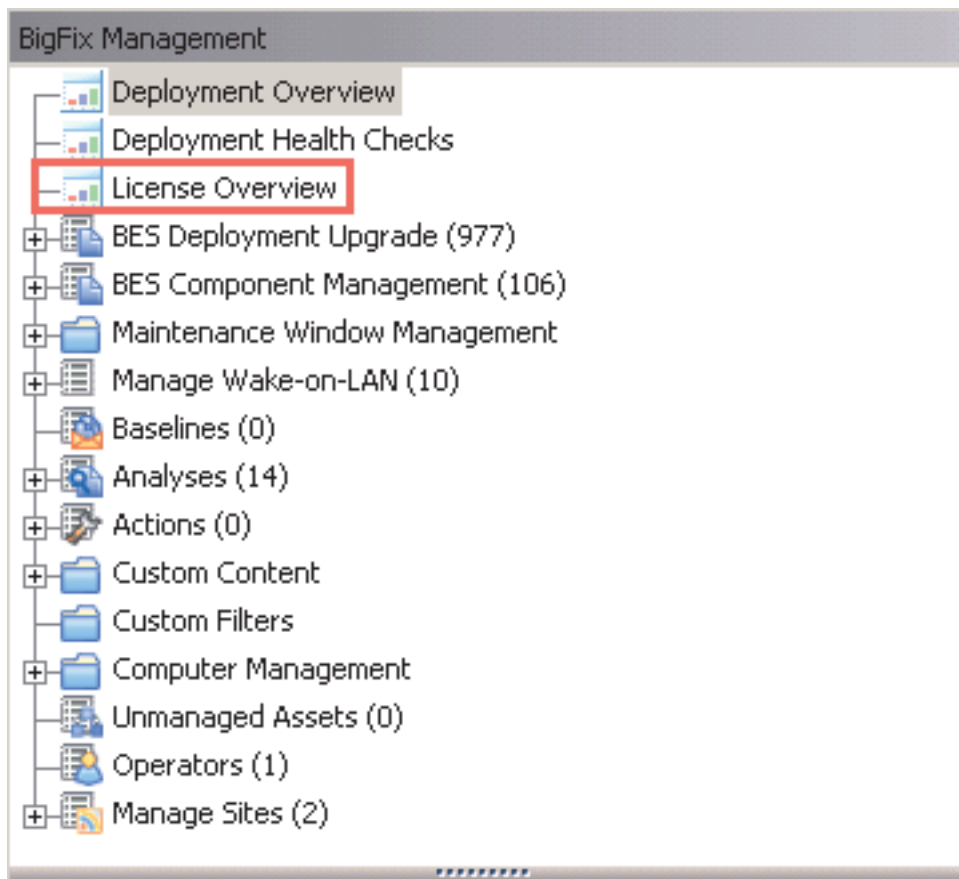 BigFix Management
Deployment Overview
Deployment Health Checks
License Overview
BES Deployment Upgrade (977)
BES Component Management (106)
Maintenance Window Management
Manage Wake-on-LAN (10)
Baselines (0)
Analyses (14)
Actions (0)
Custom Content
Custom Filters
Computer Management
Unmanaged Assets (0)
Operators (1)
Manage Sites (2)